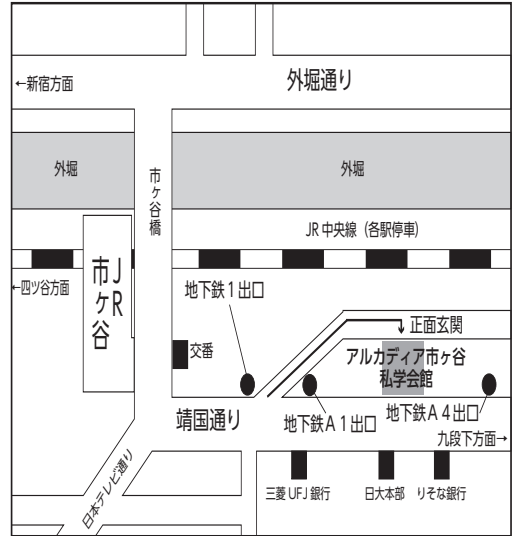 ←新宿方面
外堀通り
外堀
外堀
市ヶ谷橋
JR 中央線（各駅停車）
←四ツ谷方面
JR
市ヶ谷
地下鉄1出口
正面玄関
交番
アルカディア市ヶ谷
私学会館
靖国通り
地下鉄A1出口
地下鉄A4出口
九段下方面→
日本テレビ通り
三菱UFJ銀行
日大本部
りそな銀行